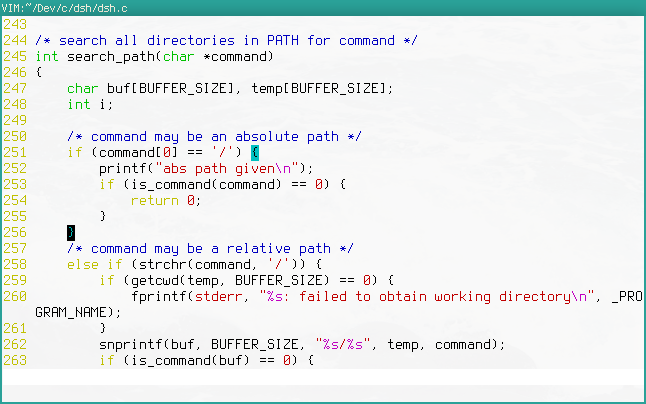 VIM:~/Dev/c/dsh/dsh.c
243
244 /* search all directories in PATH for command */
245 int search_path(char *command)
246 {
247     char buf[BUFFER_SIZE], temp[BUFFER_SIZE];
248     int i;
249
250     /* command may be an absolute path */
251     if (command[0] == '/') {
252         printf("abs path given\n");
253         if (is_command(command) == 0) {
254             return 0;
255         }
256     }
257     /* command may be a relative path */
258     else if (strchr(command, '/')) {
259         if (getcwd(temp, BUFFER_SIZE) == 0) {
260             fprintf(stderr, "%s: failed to obtain working directory\n", _PRO
GRAM_NAME);
261         }
262         snprintf(buf, BUFFER_SIZE, "%s/%s", temp, command);
263         if (is_command(buf) == 0) {